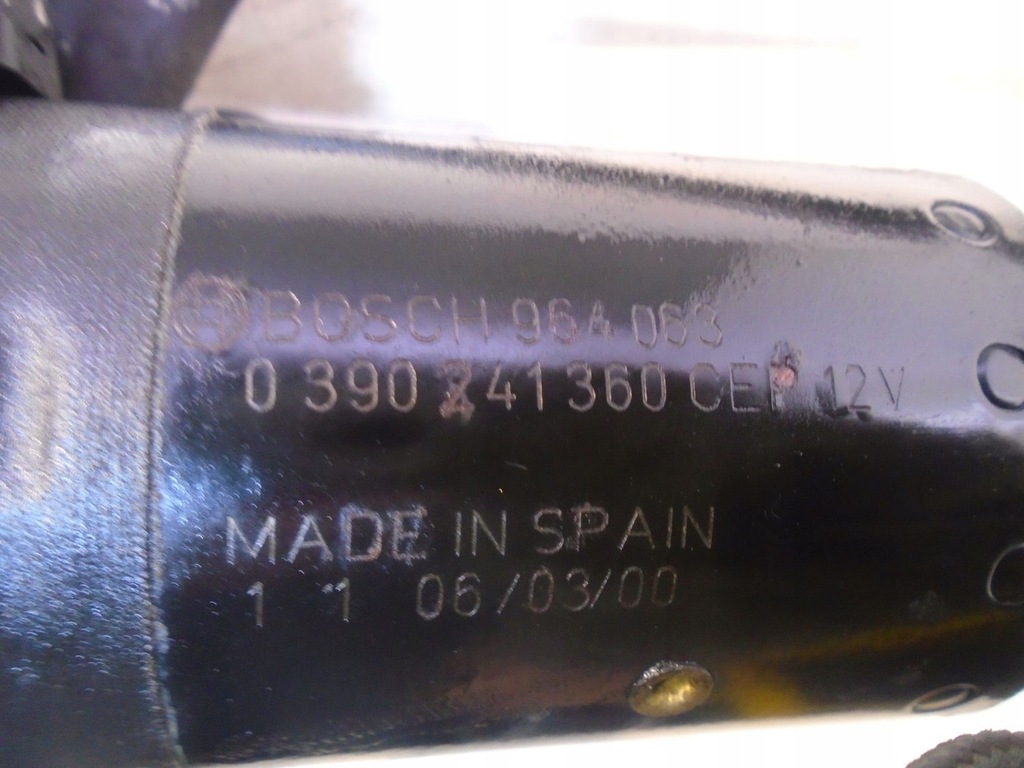 BOSCH 964 063
0 390 241 360 CEP 12V
MADE IN SPAIN
1 1 06/03/00